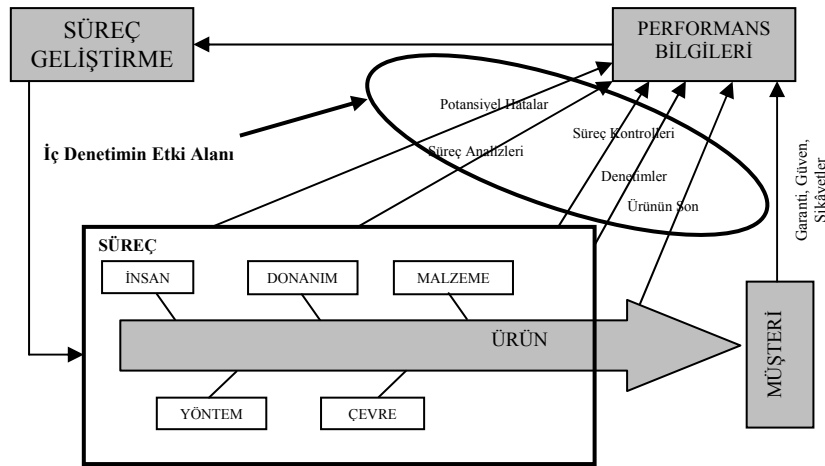 SÜREÇ
GELİŞTİRME
PERFORMANS
BİLGİLERİ
Potansiyel Hatalar
Süreç Kontrolleri
İç Denetimin Etki Alanı
Süreç Analizleri
Denetimler
Ürünün Son
Garanti, Güven,
Şikâyetler
SÜREÇ
İNSAN
DONANIM
MALZEME
ÜRÜN
MÜŞTERİ
YÖNTEM
ÇEVRE